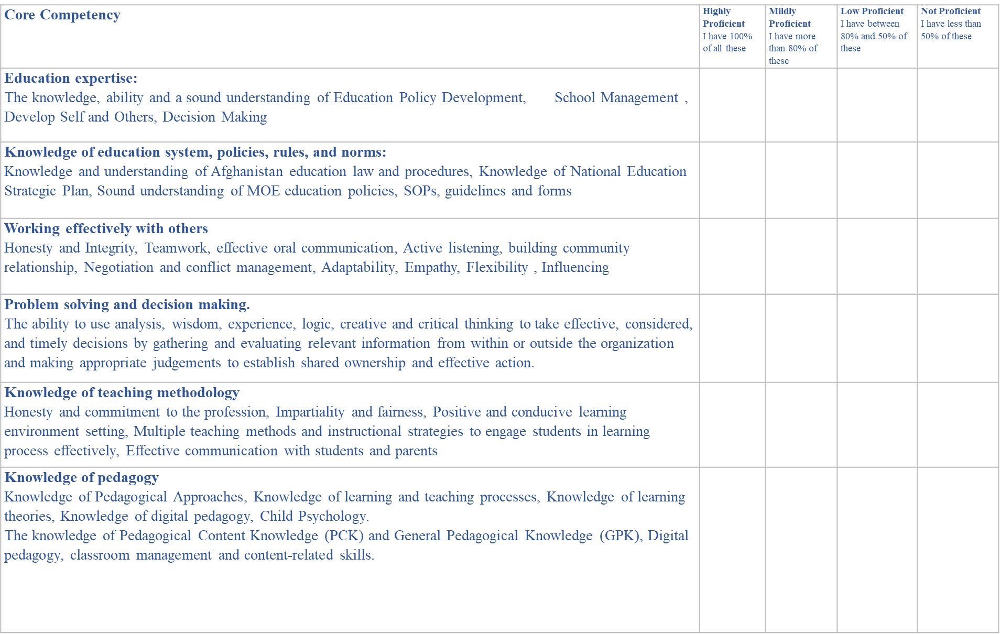 Core Competency
Highly
Proficient
I have 100%
of all these
Mildly
Proficient
I have more
than 80% of
these
Low Proficient
I have between
80% and 50% of
these
Not Proficient
I have less than
50% of these
Education expertise:
The knowledge, ability and a sound understanding of Education Policy Development, School Management ,
Develop Self and Others, Decision Making
Knowledge of education system, policies, rules, and norms:
Knowledge and understanding of Afghanistan education law and procedures, Knowledge of National Education
Strategic Plan, Sound understanding of MOE education policies, SOPs, guidelines and forms
Working effectively with others
Honesty and Integrity, Teamwork, effective oral communication, Active listening, building community
relationship, Negotiation and conflict management, Adaptability, Empathy, Flexibility , Influencing
Problem solving and decision making.
The ability to use analysis, wisdom, experience, logic, creative and critical thinking to take effective, considered,
and timely decisions by gathering and evaluating relevant information from within or outside the organization
and making appropriate judgements to establish shared ownership and effective action.
Knowledge of teaching methodology
Honesty and commitment to the profession, Impartiality and fairness, Positive and conducive learning
environment setting, Multiple teaching methods and instructional strategies to engage students in learning
process effectively, Effective communication with students and parents
Knowledge of pedagogy
Knowledge of Pedagogical Approaches, Knowledge of learning and teaching processes, Knowledge of learning
theories, Knowledge of digital pedagogy, Child Psychology.
The knowledge of Pedagogical Content Knowledge (PCK) and General Pedagogical Knowledge (GPK), Digital
pedagogy, classroom management and content-related skills.